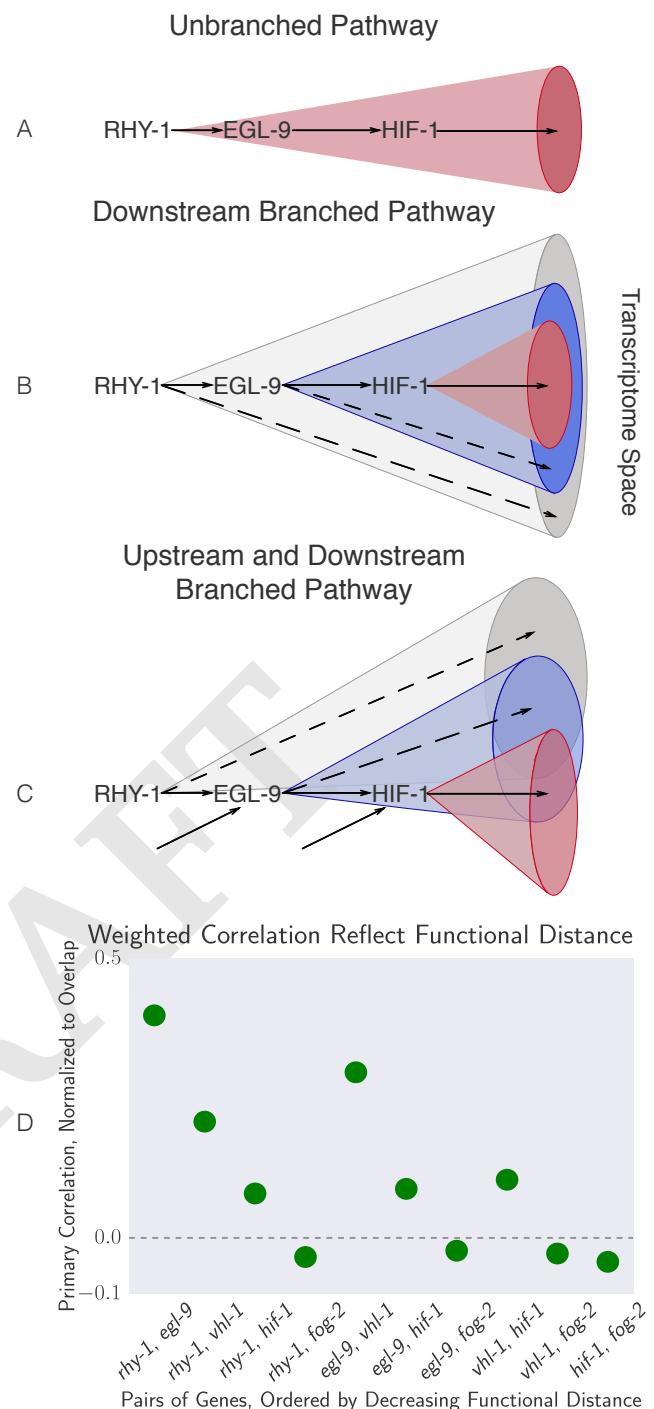 Unbranched Pathway
A
RHY-1 EGL-9 HIF-1
Downstream Branched Pathway
B
RHY-1 EGL-9 HIF-1
Transcriptome Space
Upstream and Downstream
Branched Pathway
C
RHY-1 EGL-9 HIF-1
DRAFT
Weighted Correlation Reflect Functional Distance
D
Primary Correlation, Normalized to Overlap
0.5
0.0
−0.1
rhy-1, egl-9
rhy-1, vhl-1
rhy-1, hif-1
rhy-1, fog-2
egl-9, vhl-1
egl-9, hif-1
egl-9, fog-2
vhl-1, hif-1
vhl-1, fog-2
hif-1, fog-2
Pairs of Genes, Ordered by Decreasing Functional Distance